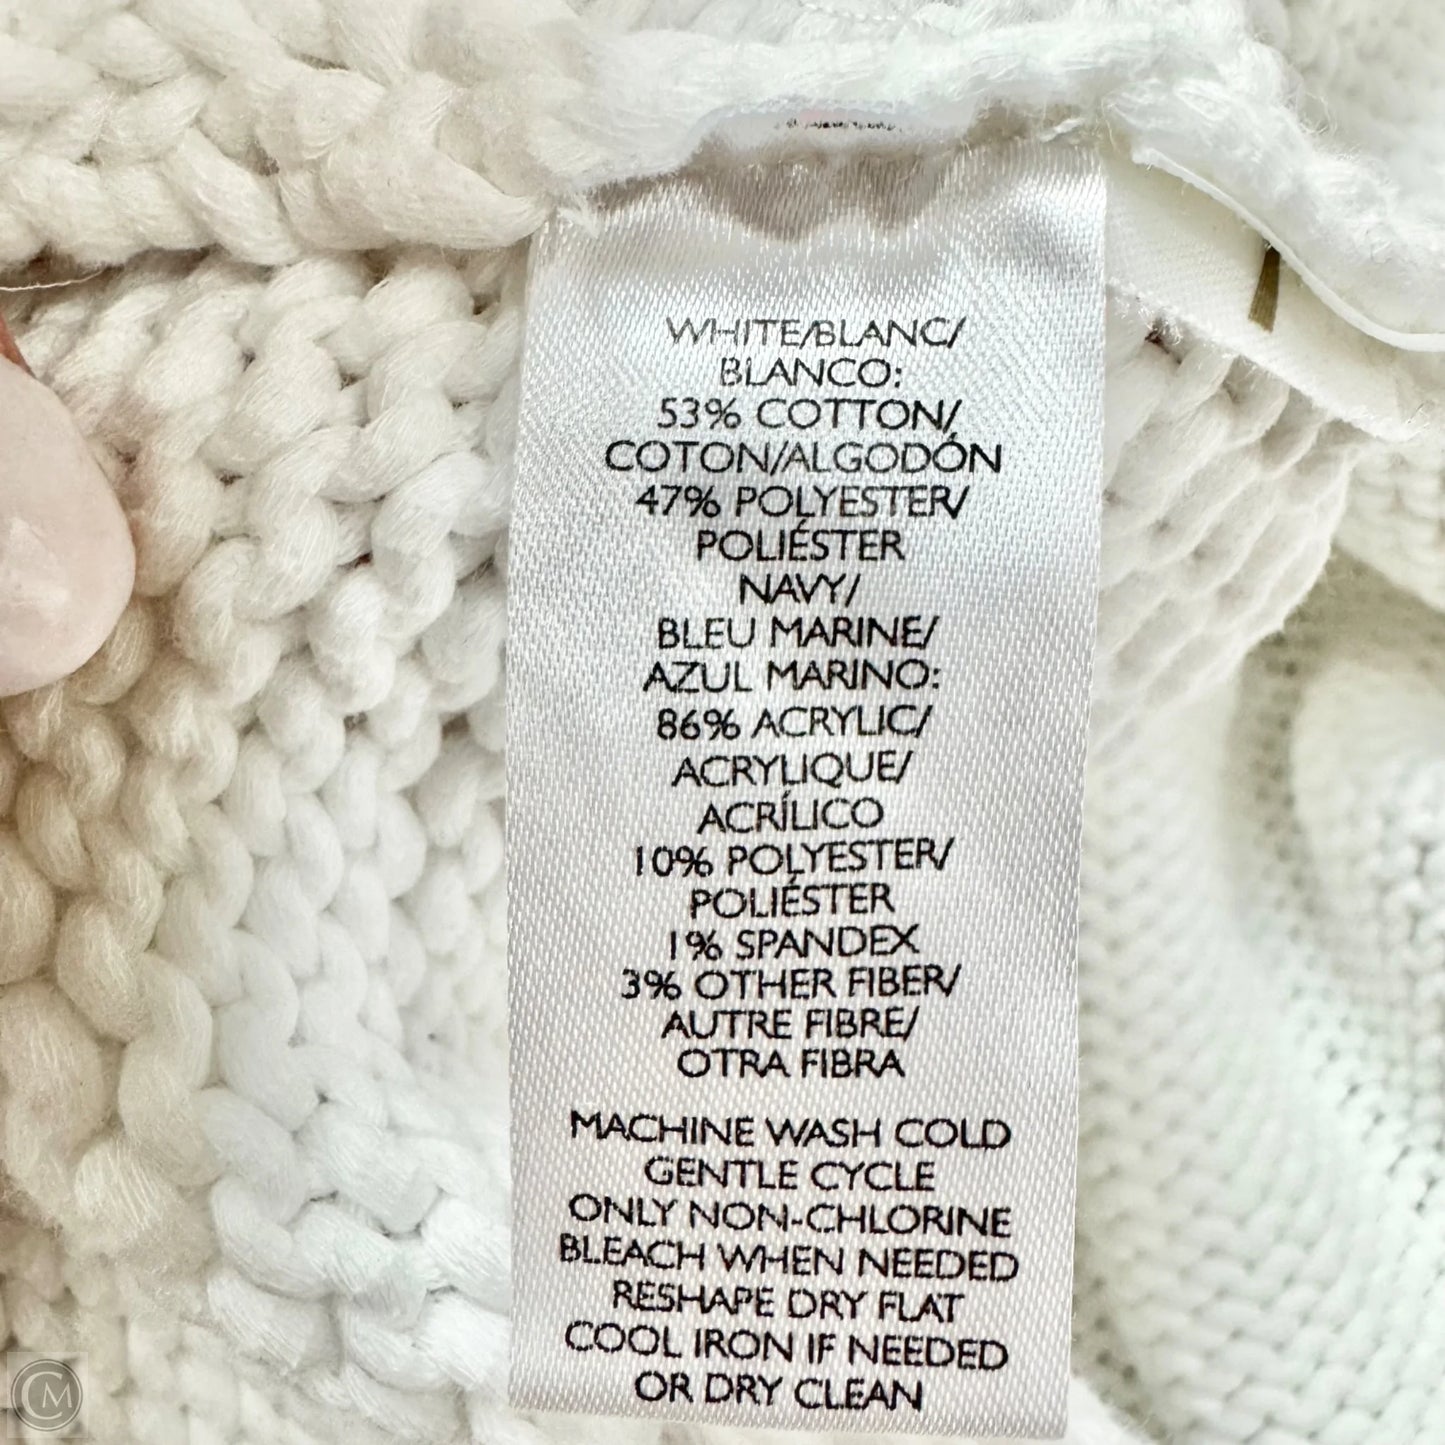 WHITE/BLANC/
BLANCO:
53% COTTON/
COTON/ALGODÓN
47% POLYESTER/
POLIÉSTER
NAVY/
BLEU MARINE/
AZUL MARINO:
86% ACRYLIC/
ACRYLIQUE/
ACRÍLICO
10% POLYESTER/
POLIÉSTER
1% SPANDEX
3% OTHER FIBER/
AUTRE FIBRE/
OTRA FIBRA
MACHINE WASH COLD
GENTLE CYCLE
ONLY NON-CHLORINE
BLEACH WHEN NEEDED
RESHAPE DRY FLAT
COOL IRON IF NEEDED
OR DRY CLEAN
CM